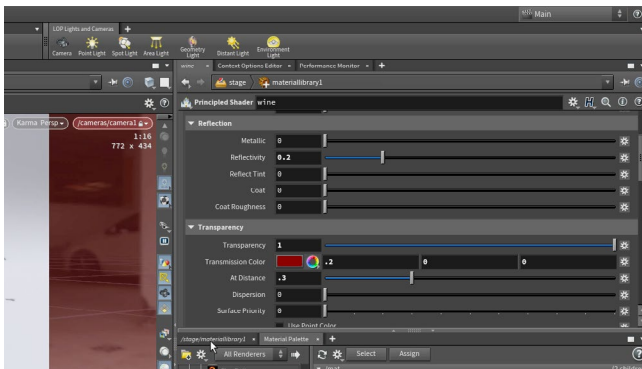 Main
LOP Lights and Cameras
Camera Point Light Spot Light Area Light Geometry Light Distant Light Environment Light
wine Context Options Editor Performance Monitor
stage materiallibrary1
Principled Shader wine
Karma Persp /cameras/camera1
1:16
772 x 434
Reflection
Metallic 0
Reflectivity 0.2
Reflect Tint 0
Coat 0
Coat Roughness 0
Transparency
Transparency 1
Transmission Color .2 0 0
At Distance .3
Dispersion 0
Surface Priority 0
Use Point Color
/stage/materiallibrary1 Material Palette
All Renderers Select Assign
/mat